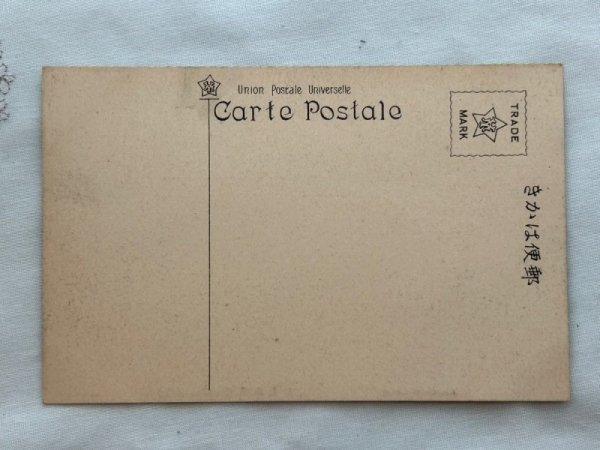 Union Postale Universelle
Carte Postale
TRADE
MARK
郵便はかき